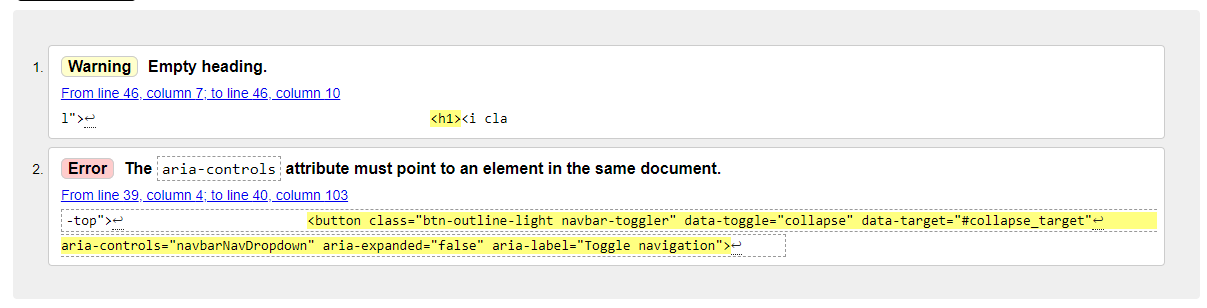 1. Warning Empty heading.
From line 46, column 7; to line 46, column 10
l">↩ <h1><i cla
2. Error The aria-controls attribute must point to an element in the same document.
From line 39, column 4; to line 40, column 103
-top">↩ <button class="btn-outline-light navbar-toggler" data-toggle="collapse" data-target="#collapse_target"↩
aria-controls="navbarNavDropdown" aria-expanded="false" aria-label="Toggle navigation">↩